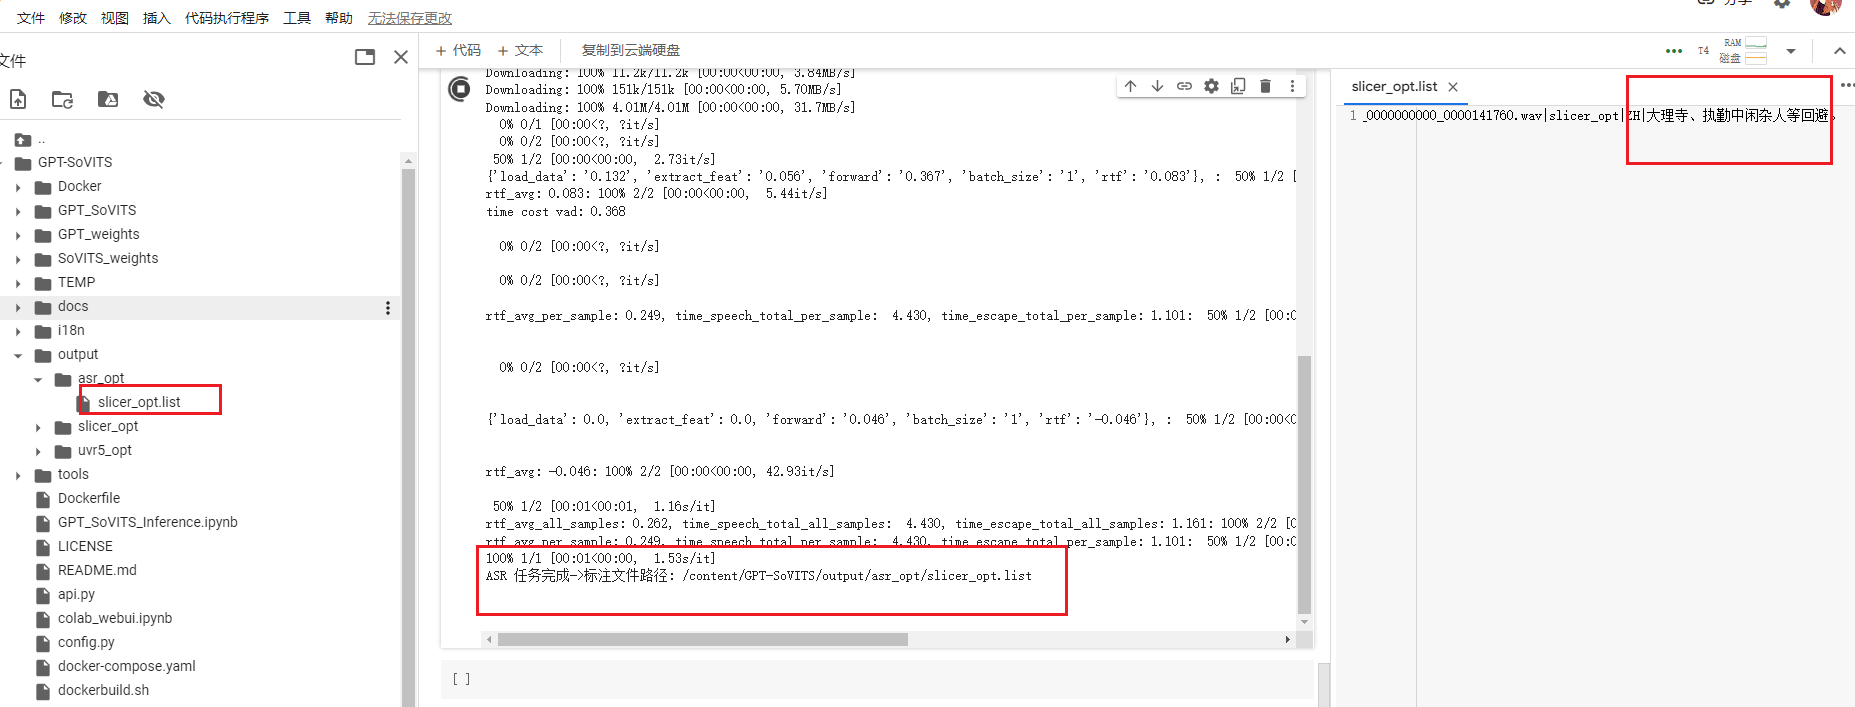 文件 修改 视图 插入 代码执行程序 工具 帮助 无法保存更改
分享
文件
+ 代码 + 文本 复制到云端硬盘
T4 RAM
磁盘
..
GPT-SoVITS
Docker
GPT_SoVITS
GPT_weights
SoVITS_weights
TEMP
docs
i18n
output
asr_opt
slicer_opt.list
slicer_opt
uvr5_opt
tools
Dockerfile
GPT_SoVITS_Inference.ipynb
LICENSE
README.md
api.py
colab_webui.ipynb
config.py
docker-compose.yaml
dockerbuild.sh
Downloading: 100% 11.2k/11.2k [00:00<00:00, 3.84MB/s]
Downloading: 100% 151k/151k [00:00<00:00, 5.70MB/s]
Downloading: 100% 4.01M/4.01M [00:00<00:00, 31.7MB/s]
0% 0/1 [00:00<?, ?it/s]
0% 0/2 [00:00<?, ?it/s]
50% 1/2 [00:00<00:00, 2.73it/s]
{'load_data': '0.132', 'extract_feat': '0.056', 'forward': '0.367', 'batch_size': '1', 'rtf': '0.083'}, : 50% 1/2 [
rtf_avg: 0.083: 100% 2/2 [00:00<00:00, 5.44it/s]
time cost vad: 0.368
0% 0/2 [00:00<?, ?it/s]
0% 0/2 [00:00<?, ?it/s]
rtf_avg_per_sample: 0.249, time_speech_total_per_sample: 4.430, time_escape_total_per_sample: 1.101: 50% 1/2 [00:0
0% 0/2 [00:00<?, ?it/s]
{'load_data': 0.0, 'extract_feat': 0.0, 'forward': '0.046', 'batch_size': '1', 'rtf': '-0.046'}, : 50% 1/2 [00:00<0
rtf_avg: -0.046: 100% 2/2 [00:00<00:00, 42.93it/s]
50% 1/2 [00:01<00:01, 1.16s/it]
rtf_avg_all_samples: 0.262, time_speech_total_all_samples: 4.430, time_escape_total_all_samples: 1.161: 100% 2/2 [0
rtf_avg_per_sample: 0.249, time_speech_total_per_sample: 4.430, time_escape_total_per_sample: 1.101: 50% 1/2 [00:0
100% 1/1 [00:01<00:00, 1.53s/it]
ASR 任务完成->标注文件路径: /content/GPT-SoVITS/output/asr_opt/slicer_opt.list
[ ]
slicer_opt.list
1 _0000000000_0000141760.wav|slicer_opt|ZH|大理寺、执勤中闲杂人等回避。